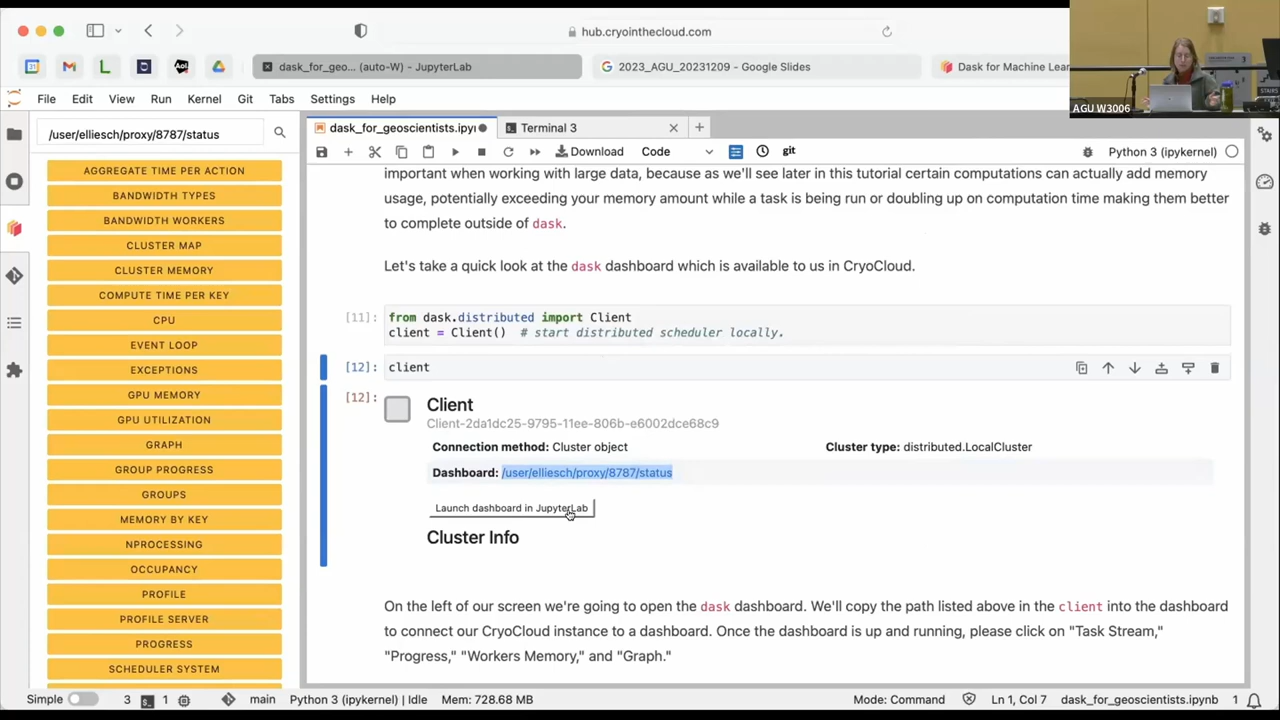 hub.cryointhecloud.com
dask_for_geo... (auto-W) - JupyterLab
2023_AGU_20231209 - Google Slides
Dask for Machine Lear
AGU W3006
STAIRS
File Edit View Run Kernel Git Tabs Settings Help
/user/elliesch/proxy/8787/status
dask_for_geoscientists.ipyn
Terminal 3
Download
Code
git
Python 3 (ipykernel)
AGGREGATE TIME PER ACTION
BANDWIDTH TYPES
BANDWIDTH WORKERS
CLUSTER MAP
CLUSTER MEMORY
COMPUTE TIME PER KEY
CPU
EVENT LOOP
EXCEPTIONS
GPU MEMORY
GPU UTILIZATION
GRAPH
GROUP PROGRESS
GROUPS
MEMORY BY KEY
NPROCESSING
OCCUPANCY
PROFILE
PROFILE SERVER
PROGRESS
SCHEDULER SYSTEM
important when working with large data, because as we'll see later in this tutorial certain computations can actually add memory
usage, potentially exceeding your memory amount while a task is being run or doubling up on computation time making them better
to complete outside of dask.
Let's take a quick look at the dask dashboard which is available to us in CryoCloud.
[11]: from dask.distributed import Client
client = Client() # start distributed scheduler locally.
[12]: client
[12]: Client
Client-2da1dc25-9795-11ee-806b-e6002dce68c9
Connection method: Cluster object
Cluster type: distributed.LocalCluster
Dashboard: /user/elliesch/proxy/8787/status
Launch dashboard in JupyterLab
Cluster Info
On the left of our screen we're going to open the dask dashboard. We'll copy the path listed above in the client into the dashboard
to connect our CryoCloud instance to a dashboard. Once the dashboard is up and running, please click on "Task Stream,"
"Progress," "Workers Memory," and "Graph."
Simple 3 1 main Python 3 (ipykernel) | Idle Mem: 728.68 MB Mode: Command Ln 1, Col 7 dask_for_geoscientists.ipynb 1